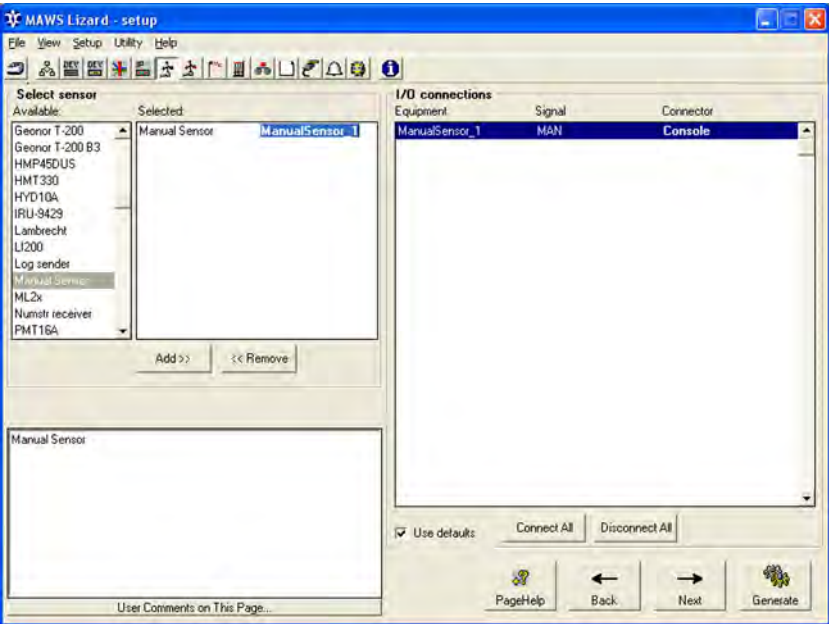 MAWS Lizard - setup
File View Setup Utility Help
DEV DEV
Select sensor
Available: Selected:
Geonor T-200
Geonor T-200 B3
HMP45DUS
HMT330
HYD10A
IRU-9429
Lambrecht
LI200
Log sender
Manual Sensor
ML2x
Numstr receiver
PMT16A
Manual Sensor ManualSensor_1
Add >> << Remove
Manual Sensor
User Comments on This Page...
I/O connections
Equipment Signal Connector
ManualSensor_1 MAN Console
Use defaults Connect All Disconnect All
PageHelp Back Next Generate